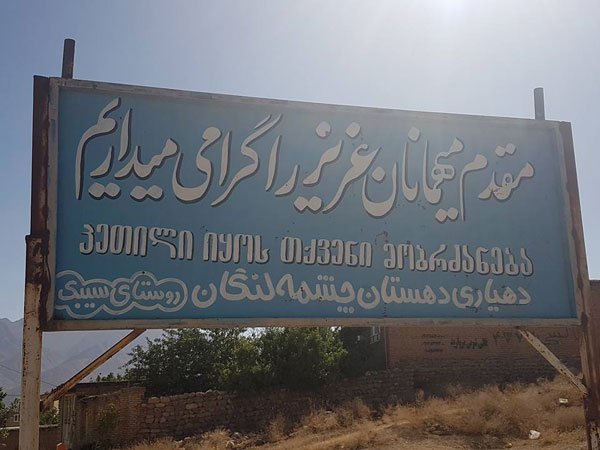 مقدم میهمانان عزیز را گرامی میداریم
კეთილი იყოს თქვენი მობრძანება
دهیاری دهستان چشمه لنگان روستای سیبک